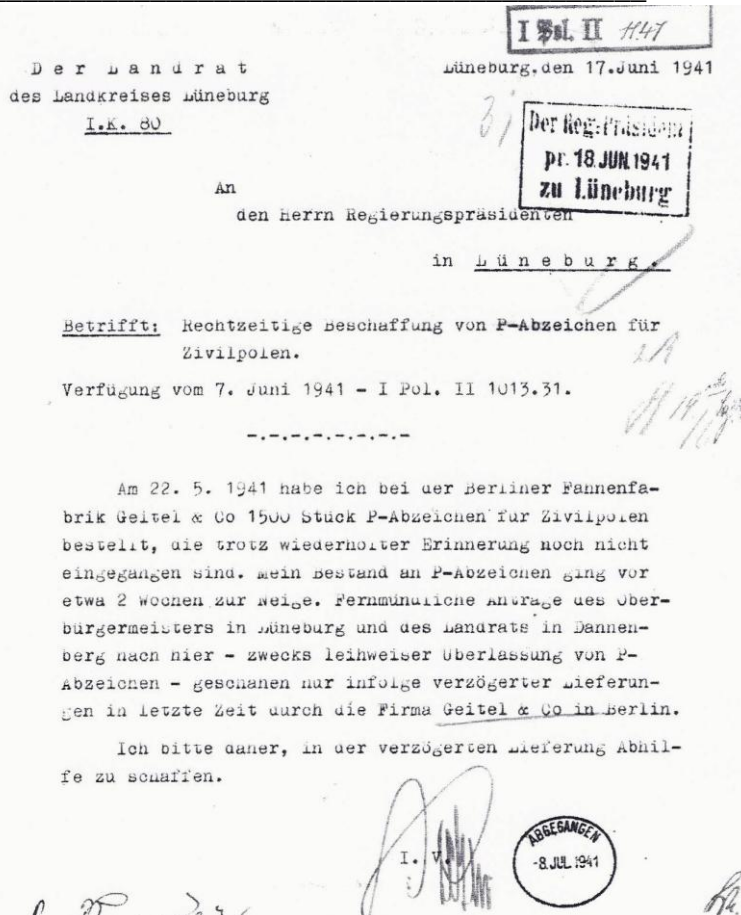 I Pol. II 1147
Der Landrat
des Landkreises Lüneburg
I.K. 80
Lüneburg, den 17. Juni 1941
Der Reg: Präsident
pr. 18. JUN. 1941
zu Lüneburg
An
den Herrn Regierungspräsidenten
in Lüneburg.
Betrifft: Rechtzeitige Beschaffung von P-Abzeichen für
Zivilpolen.
Verfügung vom 7. Juni 1941 - I Pol. II 1013.31.
-.-.-.-.-.-.-.-
Am 22. 5. 1941 habe ich bei der Berliner Fannenfa-
brik Geitel & Co 1500 Stück P-Abzeichen für Zivilpolen
bestellt, die trotz wiederholter Erinnerung noch nicht
eingegangen sind. Mein Bestand an P-Abzeichen ging vor
etwa 2 Wochen zur Neige. Fernmündliche Anträge des Ober-
bürgermeisters in Lüneburg und des Landrats in Dannen-
berg nach hier - zwecks leihweiser Überlassung von P-
Abzeichen - geschahen nur infolge verzögerter Lieferun-
gen in letzte Zeit durch die Firma Geitel & Co in Berlin.
Ich bitte daher, in der verzögerten Lieferung Abhil-
fe zu schaffen.
I. V.
ABGEGANGEN
-8. JUL. 1941